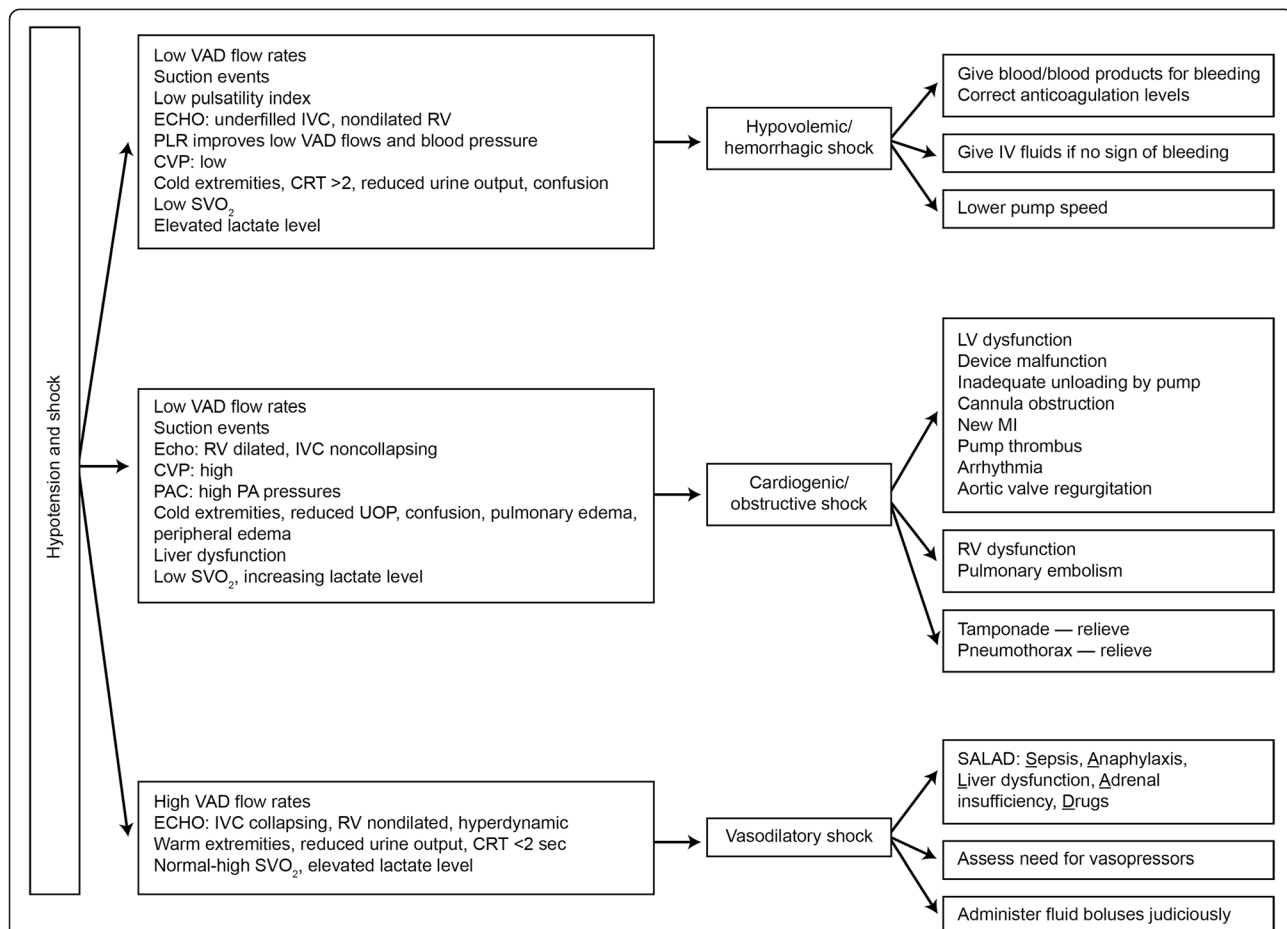 Hypotension and shock
Low VAD flow rates
Suction events
Low pulsatility index
ECHO: underfilled IVC, nondilated RV
PLR improves low VAD flows and blood pressure
CVP: low
Cold extremities, CRT >2, reduced urine output, confusion
Low SVO₂
Elevated lactate level
Hypovolemic/
hemorrhagic shock
Give blood/blood products for bleeding
Correct anticoagulation levels
Give IV fluids if no sign of bleeding
Lower pump speed
Low VAD flow rates
Suction events
Echo: RV dilated, IVC noncollapsing
CVP: high
PAC: high PA pressures
Cold extremities, reduced UOP, confusion, pulmonary edema,
peripheral edema
Liver dysfunction
Low SVO₂, increasing lactate level
Cardiogenic/
obstructive shock
LV dysfunction
Device malfunction
Inadequate unloading by pump
Cannula obstruction
New MI
Pump thrombus
Arrhythmia
Aortic valve regurgitation
RV dysfunction
Pulmonary embolism
Tamponade — relieve
Pneumothorax — relieve
High VAD flow rates
ECHO: IVC collapsing, RV nondilated, hyperdynamic
Warm extremities, reduced urine output, CRT <2 sec
Normal-high SVO₂, elevated lactate level
Vasodilatory shock
SALAD: Sepsis, Anaphylaxis,
Liver dysfunction, Adrenal
insufficiency, Drugs
Assess need for vasopressors
Administer fluid boluses judiciously